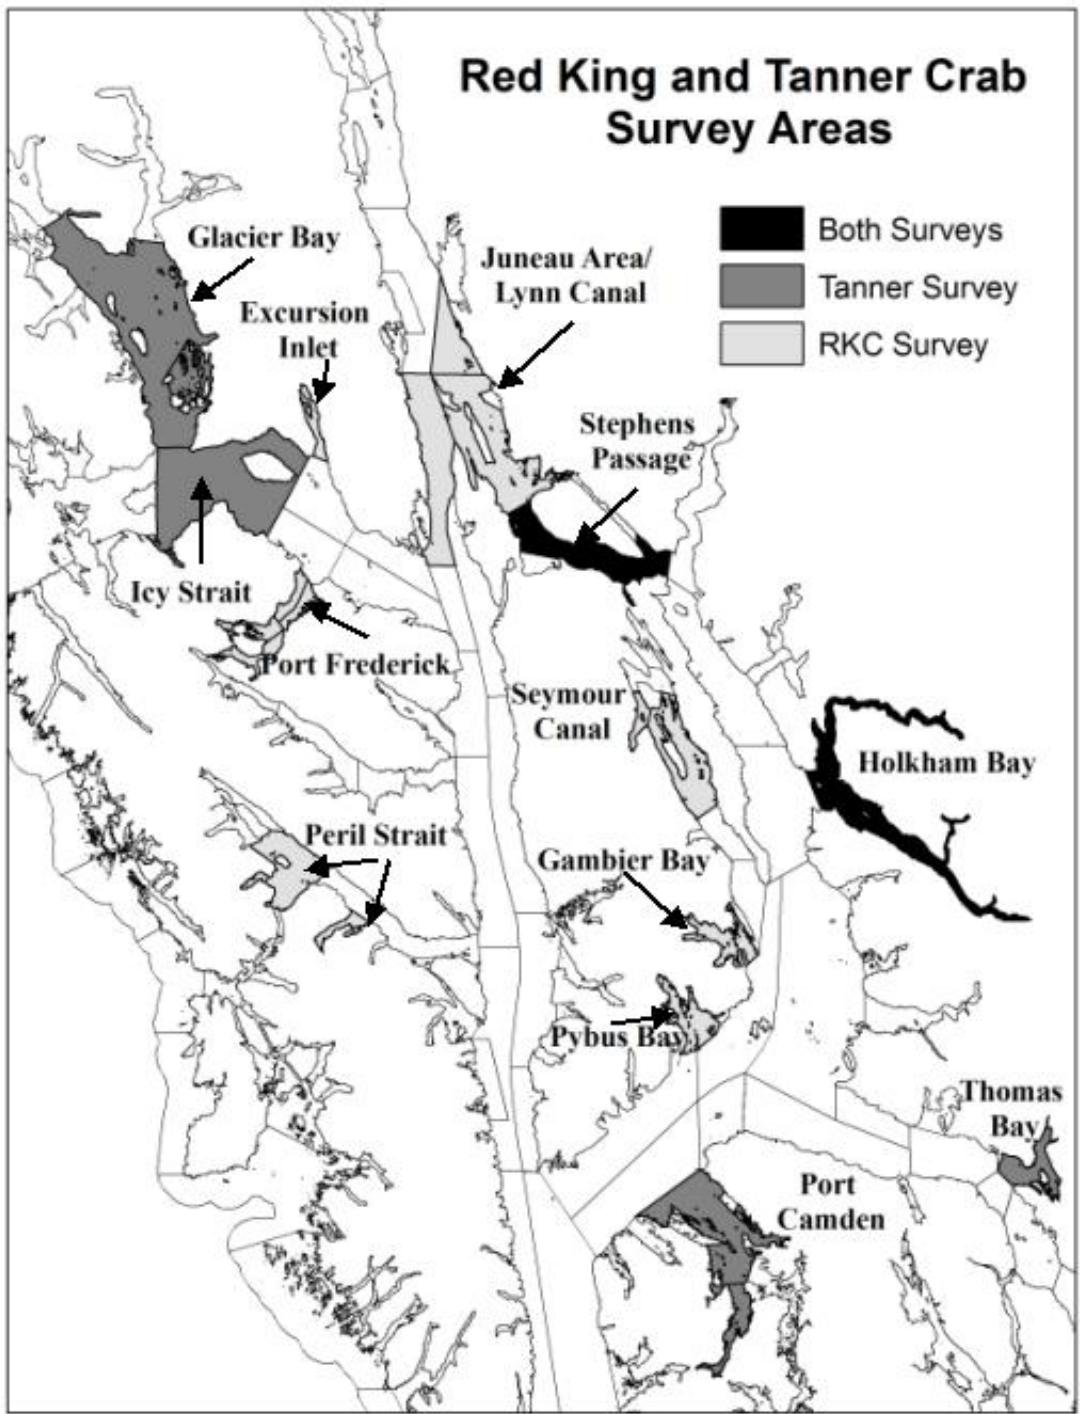 Red King and Tanner Crab
Survey Areas
Both Surveys
Tanner Survey
RKC Survey
Glacier Bay
Juneau Area/
Lynn Canal
Excursion
Inlet
Stephens
Passage
Icy Strait
Port Frederick
Seymour
Canal
Holkham Bay
Peril Strait
Gambier Bay
Pybus Bay
Thomas
Bay
Port
Camden